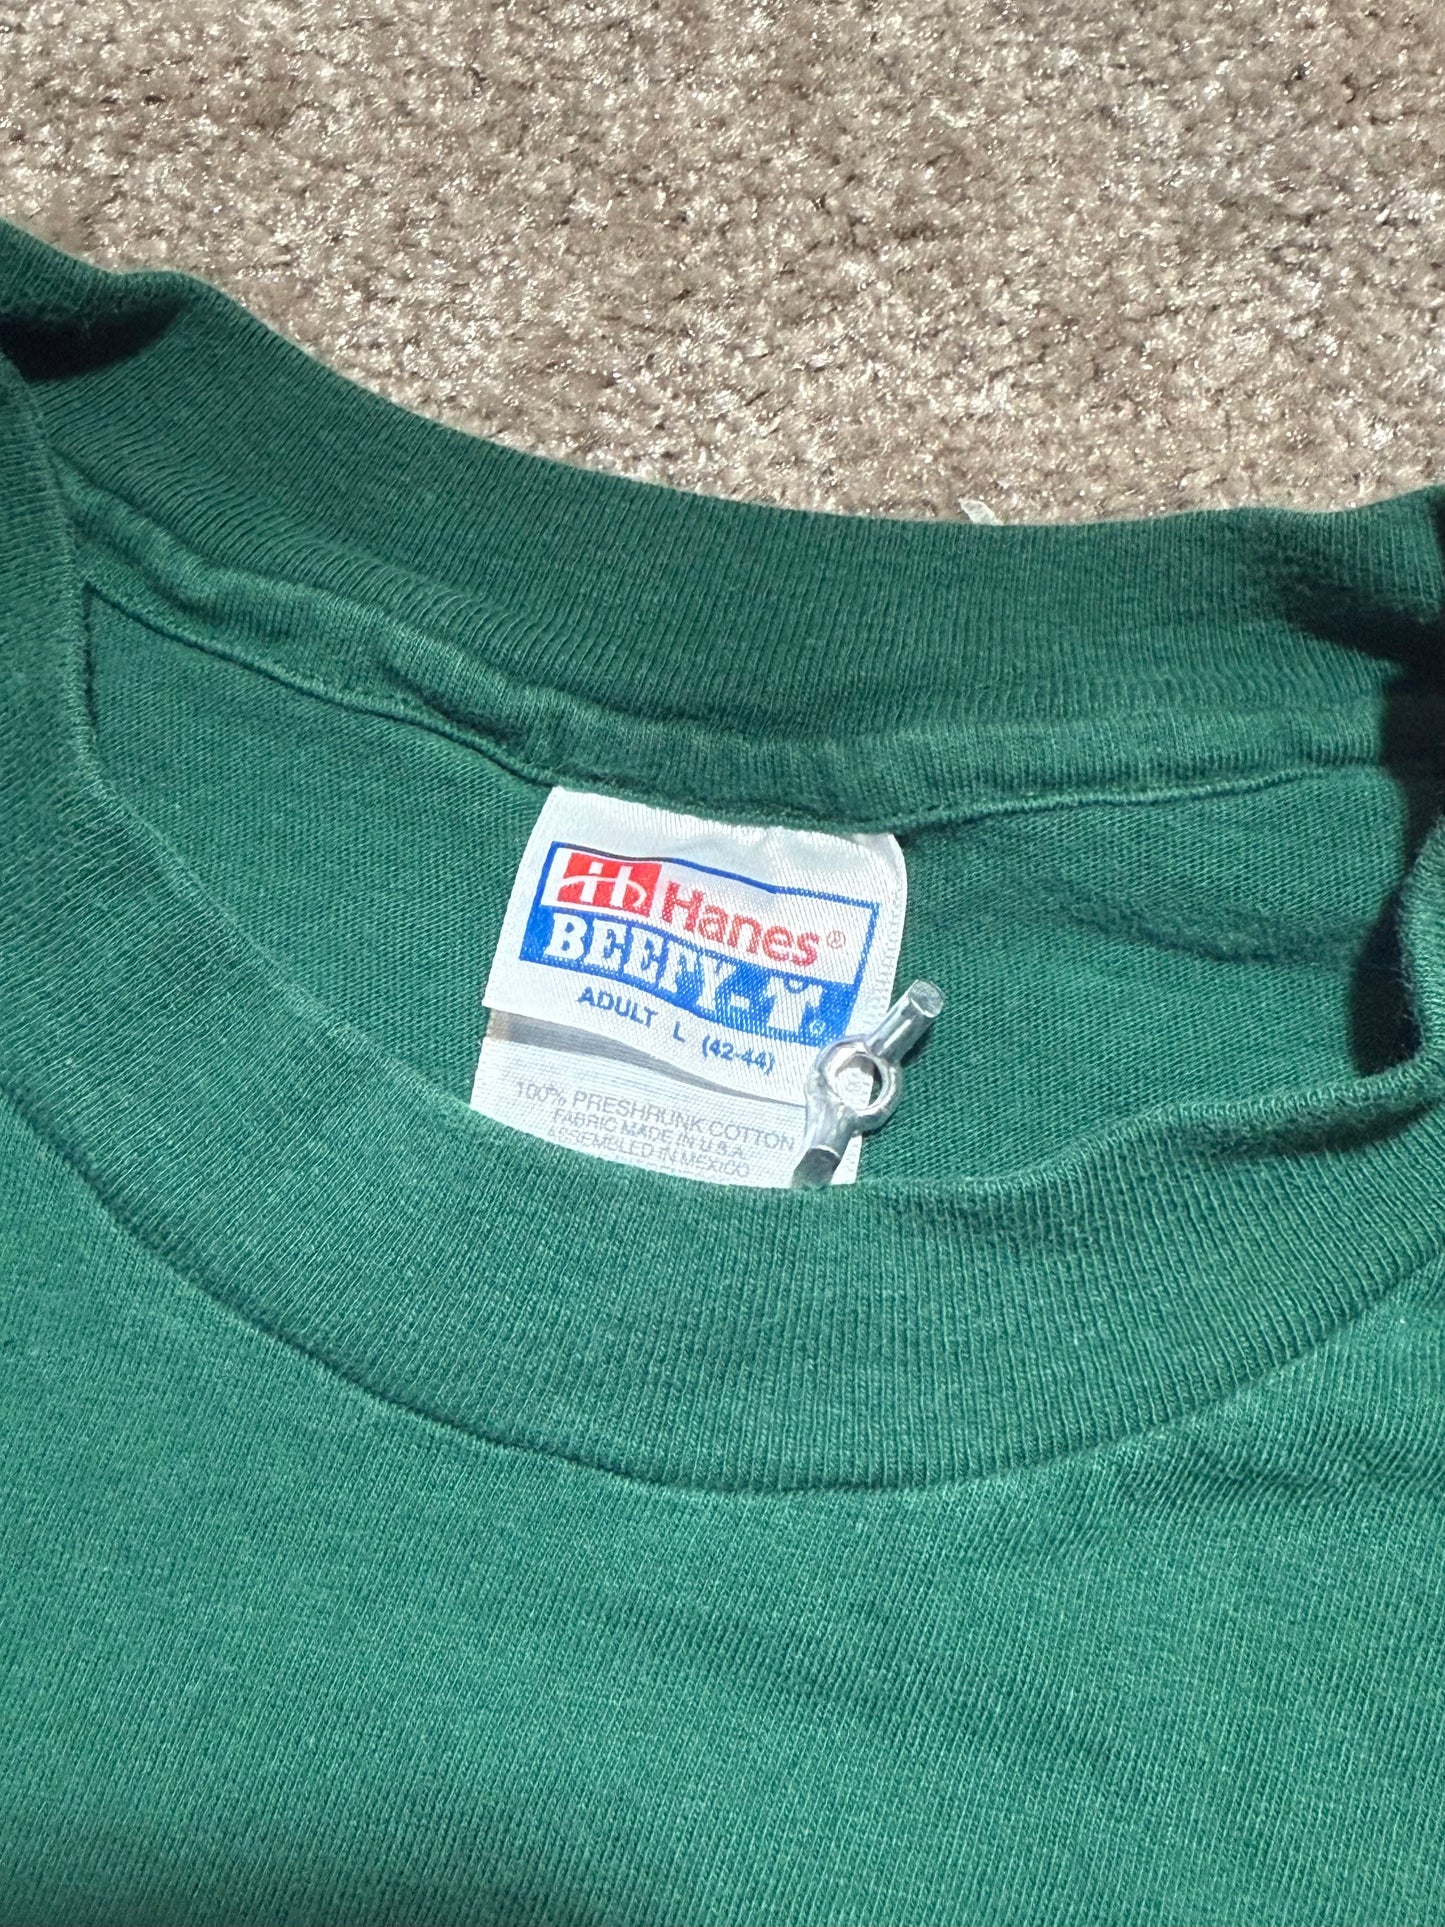 Hanes®
BEEFY-T®
ADULT L (42-44)
100% PRESHRUNK COTTON
FABRIC MADE IN U.S.A.
ASSEMBLED IN MEXICO